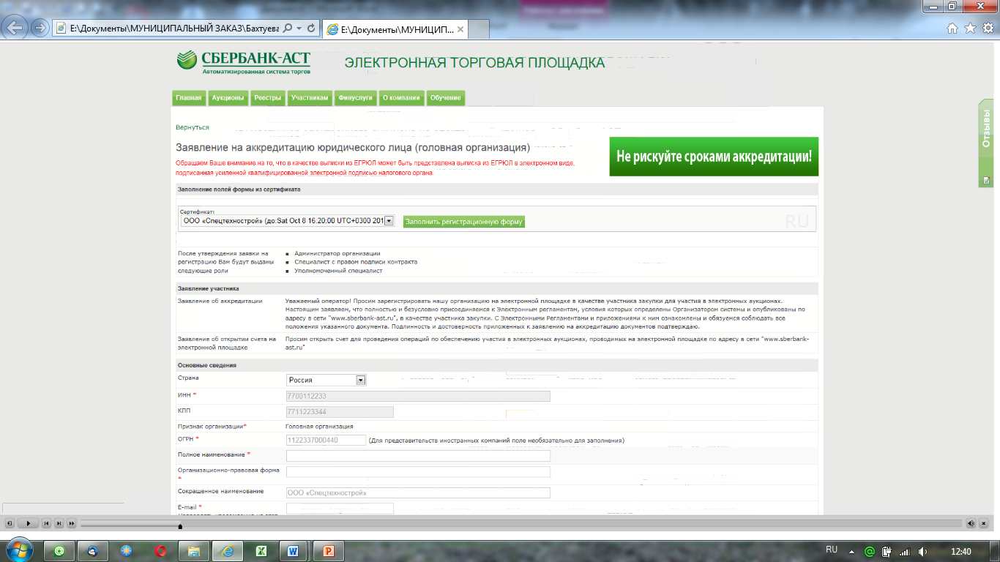 E:\Документы\МУНИЦИПАЛЬНЫЙ ЗАКАЗ\Бахтуева
E:\Документы\МУНИЦИП...
СБЕРБАНК-АСТ
Автоматизированная система торгов
ЭЛЕКТРОННАЯ ТОРГОВАЯ ПЛОЩАДКА
Главная Аукционы Реестры Участникам Финуслуги О компании Обучение
Отзывы
Вернуться
Заявление на аккредитацию юридического лица (головная организация)
Не рискуйте сроками аккредитации!
Обращаем Ваше внимание на то, что в качестве выписки из ЕГРЮЛ может быть представлена выписка из ЕГРЮЛ в электронном виде,
подписанная усиленной квалифицированной электронной подписью налогового органа.
Заполнение полей формы из сертификата
Сертификат:
ООО «Спецтехнострой» (до:Sat Oct 8 16:20:00 UTC+0300 201
Заполнить регистрационную форму
RU
После утверждения заявки на
регистрацию Вам будут выданы
следующие роли
Администратор организации
Специалист с правом подписи контракта
Уполномоченный специалист
Заявление участника
Заявление об аккредитации
Уважаемый оператор! Просим зарегистрировать нашу организацию на электронной площадке в качестве участника закупки для участия в электронных аукционах.
Настоящим заявляем, что полностью и безусловно присоединяемся к Электронным регламентам, условия которых определены Организатором системы и опубликованы по
адресу в сети "www.sberbank-ast.ru", в качестве участника закупки. С Электронными Регламентами и приложениями к ним ознакомлены и обязуемся соблюдать все
положения указанного документа. Подлинность и достоверность приложенных к заявлению на аккредитацию документов подтверждаю.
Заявление об открытии счета на
электронной площадке
Просим открыть счет для проведения операций по обеспечению участия в электронных аукционах, проводимых на электронной площадке по адресу в сети "www.sberbank-
ast.ru"
Основные сведения
Страна
Россия
ИНН *
7700112233
КПП
7711223344
Признак организации*
Головная организация
ОГРН *
1122337000440
(Для представительств иностранных компаний поле необязательно для заполнения)
Полное наименование *
Организационно-правовая форма
*
Сокращенное наименование
ООО «Спецтехнострой»
E-mail *
RU
12:40